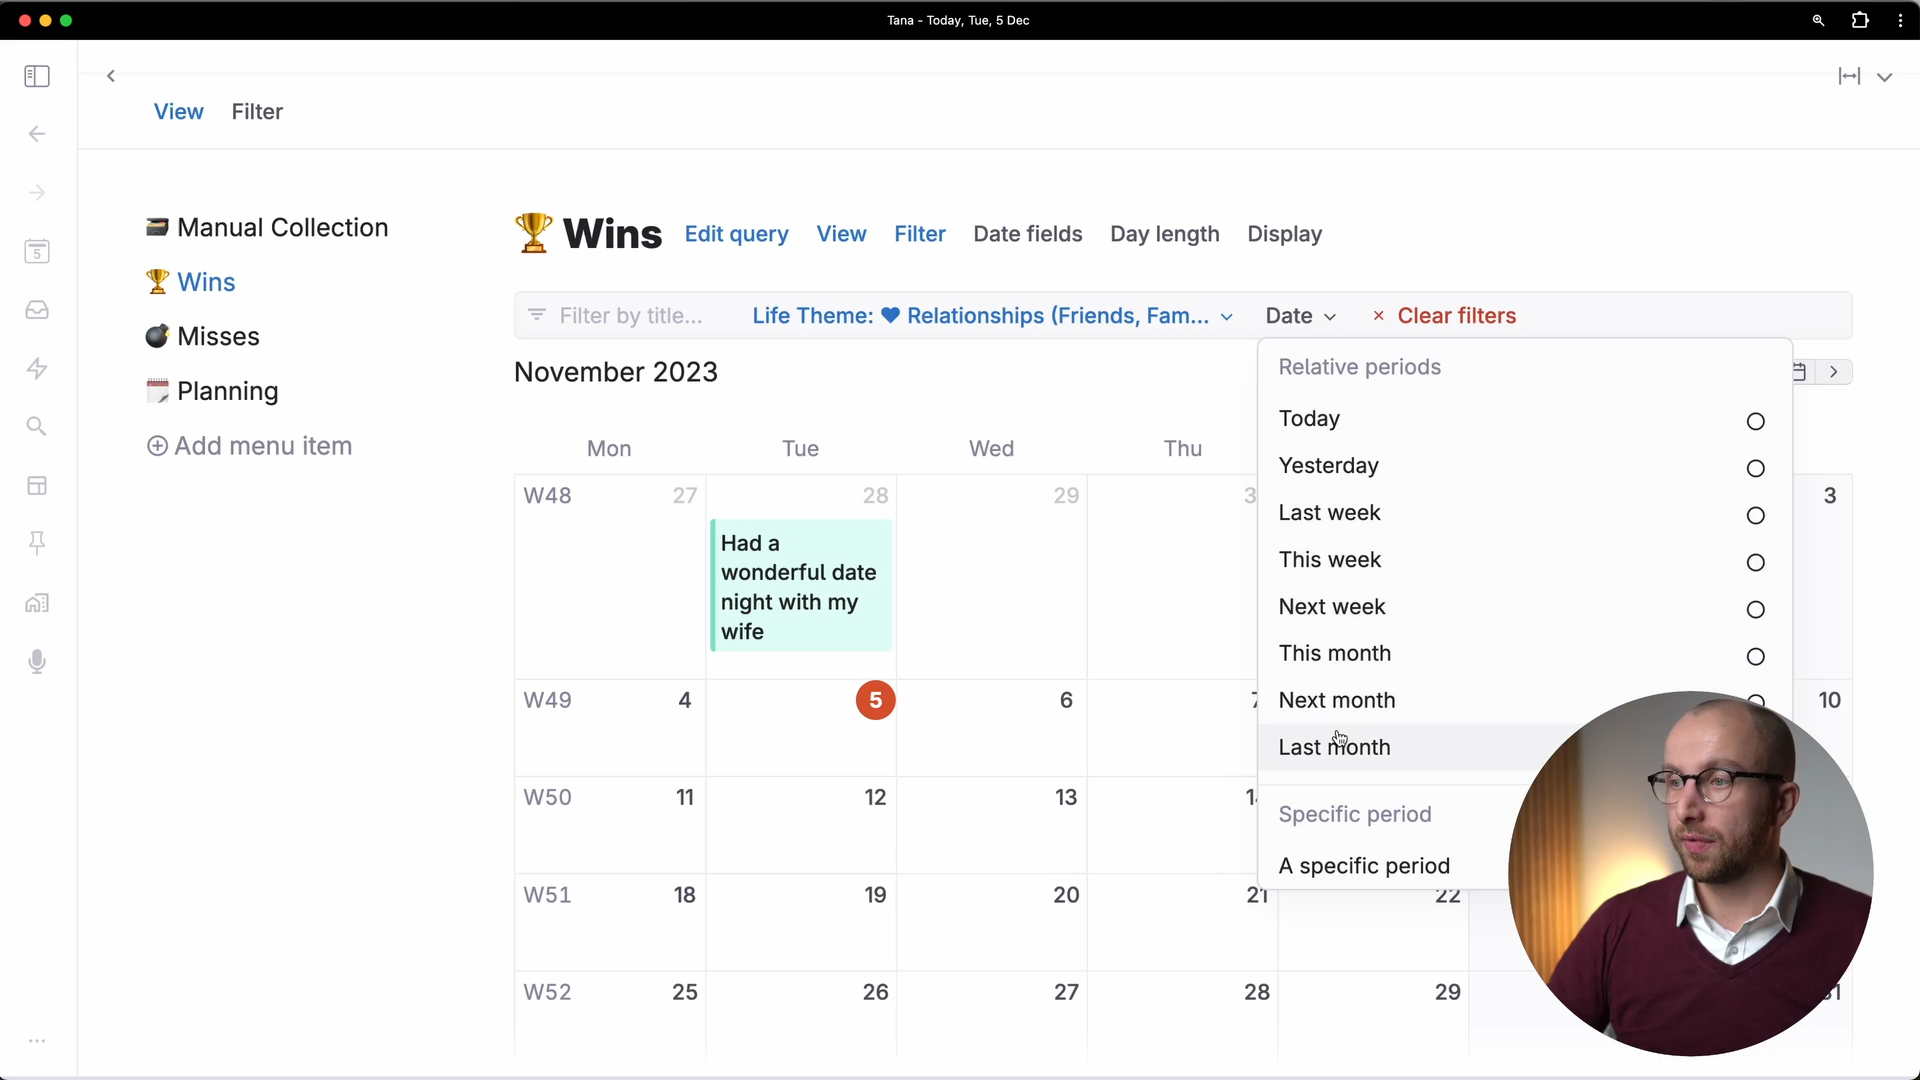 Tana - Today, Tue, 5 Dec
View Filter
Manual Collection
Wins
Misses
Planning
Add menu item
5
Wins Edit query View Filter Date fields Day length Display
Filter by title... Life Theme: Relationships (Friends, Fam... Date × Clear filters
November 2023
Mon Tue Wed Thu
W48 27 28 29 3 3
Had a
wonderful date
night with my
wife
W49 4 5 6 7 10
W50 11 12 13 14
W51 18 19 20 21 22
W52 25 26 27 28 29 31
Relative periods
Today
Yesterday
Last week
This week
Next week
This month
Next month
Last month
Specific period
A specific period